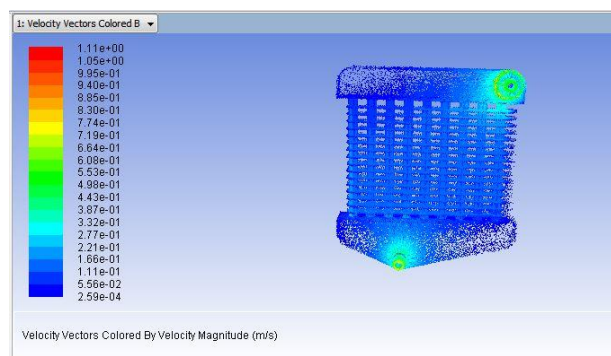 1: Velocity Vectors Colored B
1.11e+00
1.05e+00
9.95e-01
9.40e-01
8.85e-01
8.30e-01
7.74e-01
7.19e-01
6.64e-01
6.08e-01
5.53e-01
4.98e-01
4.43e-01
3.87e-01
3.32e-01
2.77e-01
2.21e-01
1.66e-01
1.11e-01
5.56e-02
2.59e-04
Velocity Vectors Colored By Velocity Magnitude (m/s)